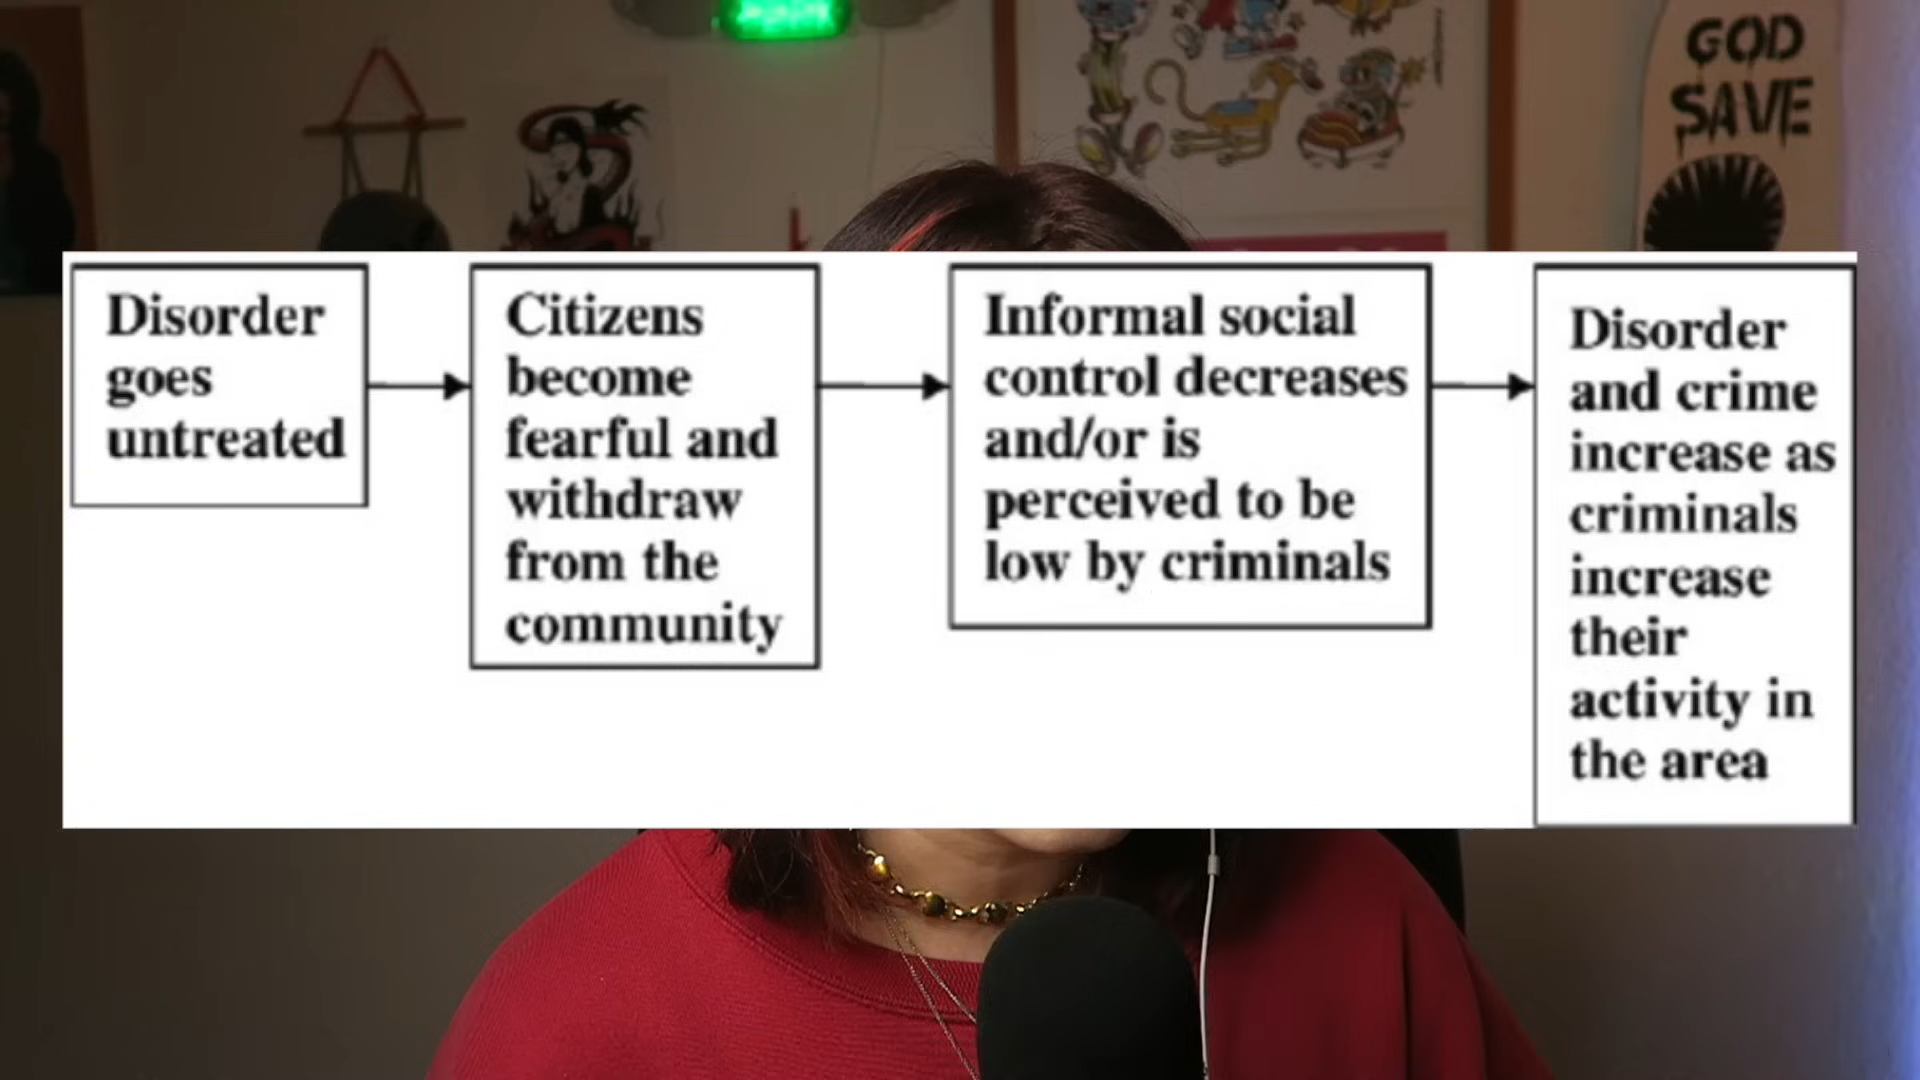 GOD
SAVE
Disorder
goes
untreated
Citizens
become
fearful and
withdraw
from the
community
Informal social
control decreases
and/or is
perceived to be
low by criminals
Disorder
and crime
increase as
criminals
increase
their
activity in
the area